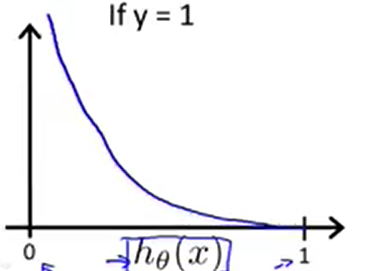 If y = 1
0 hθ(x) 1